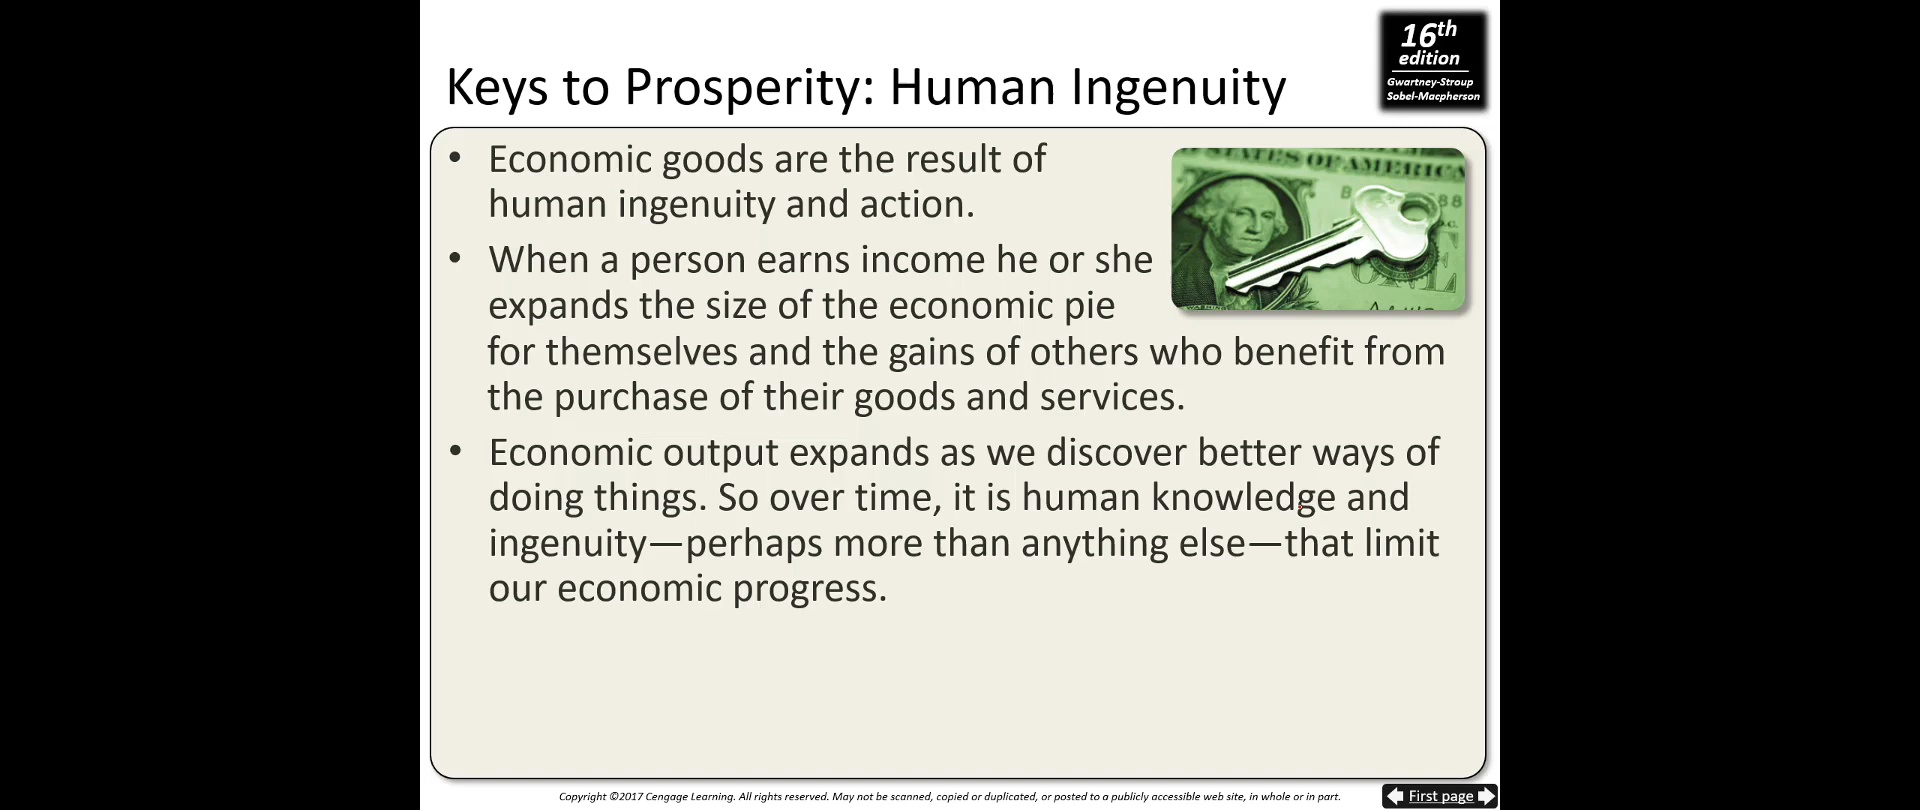 16th
edition
Gwartney-Stroup
Sobel-Macpherson
Keys to Prosperity: Human Ingenuity
• Economic goods are the result of
human ingenuity and action.
• When a person earns income he or she
expands the size of the economic pie
for themselves and the gains of others who benefit from
the purchase of their goods and services.
• Economic output expands as we discover better ways of
doing things. So over time, it is human knowledge and
ingenuity—perhaps more than anything else—that limit
our economic progress.
STATES OF AMERICA
ONE
Copyright ©2017 Cengage Learning. All rights reserved. May not be scanned, copied or duplicated, or posted to a publicly accessible web site, in whole or in part.
First page